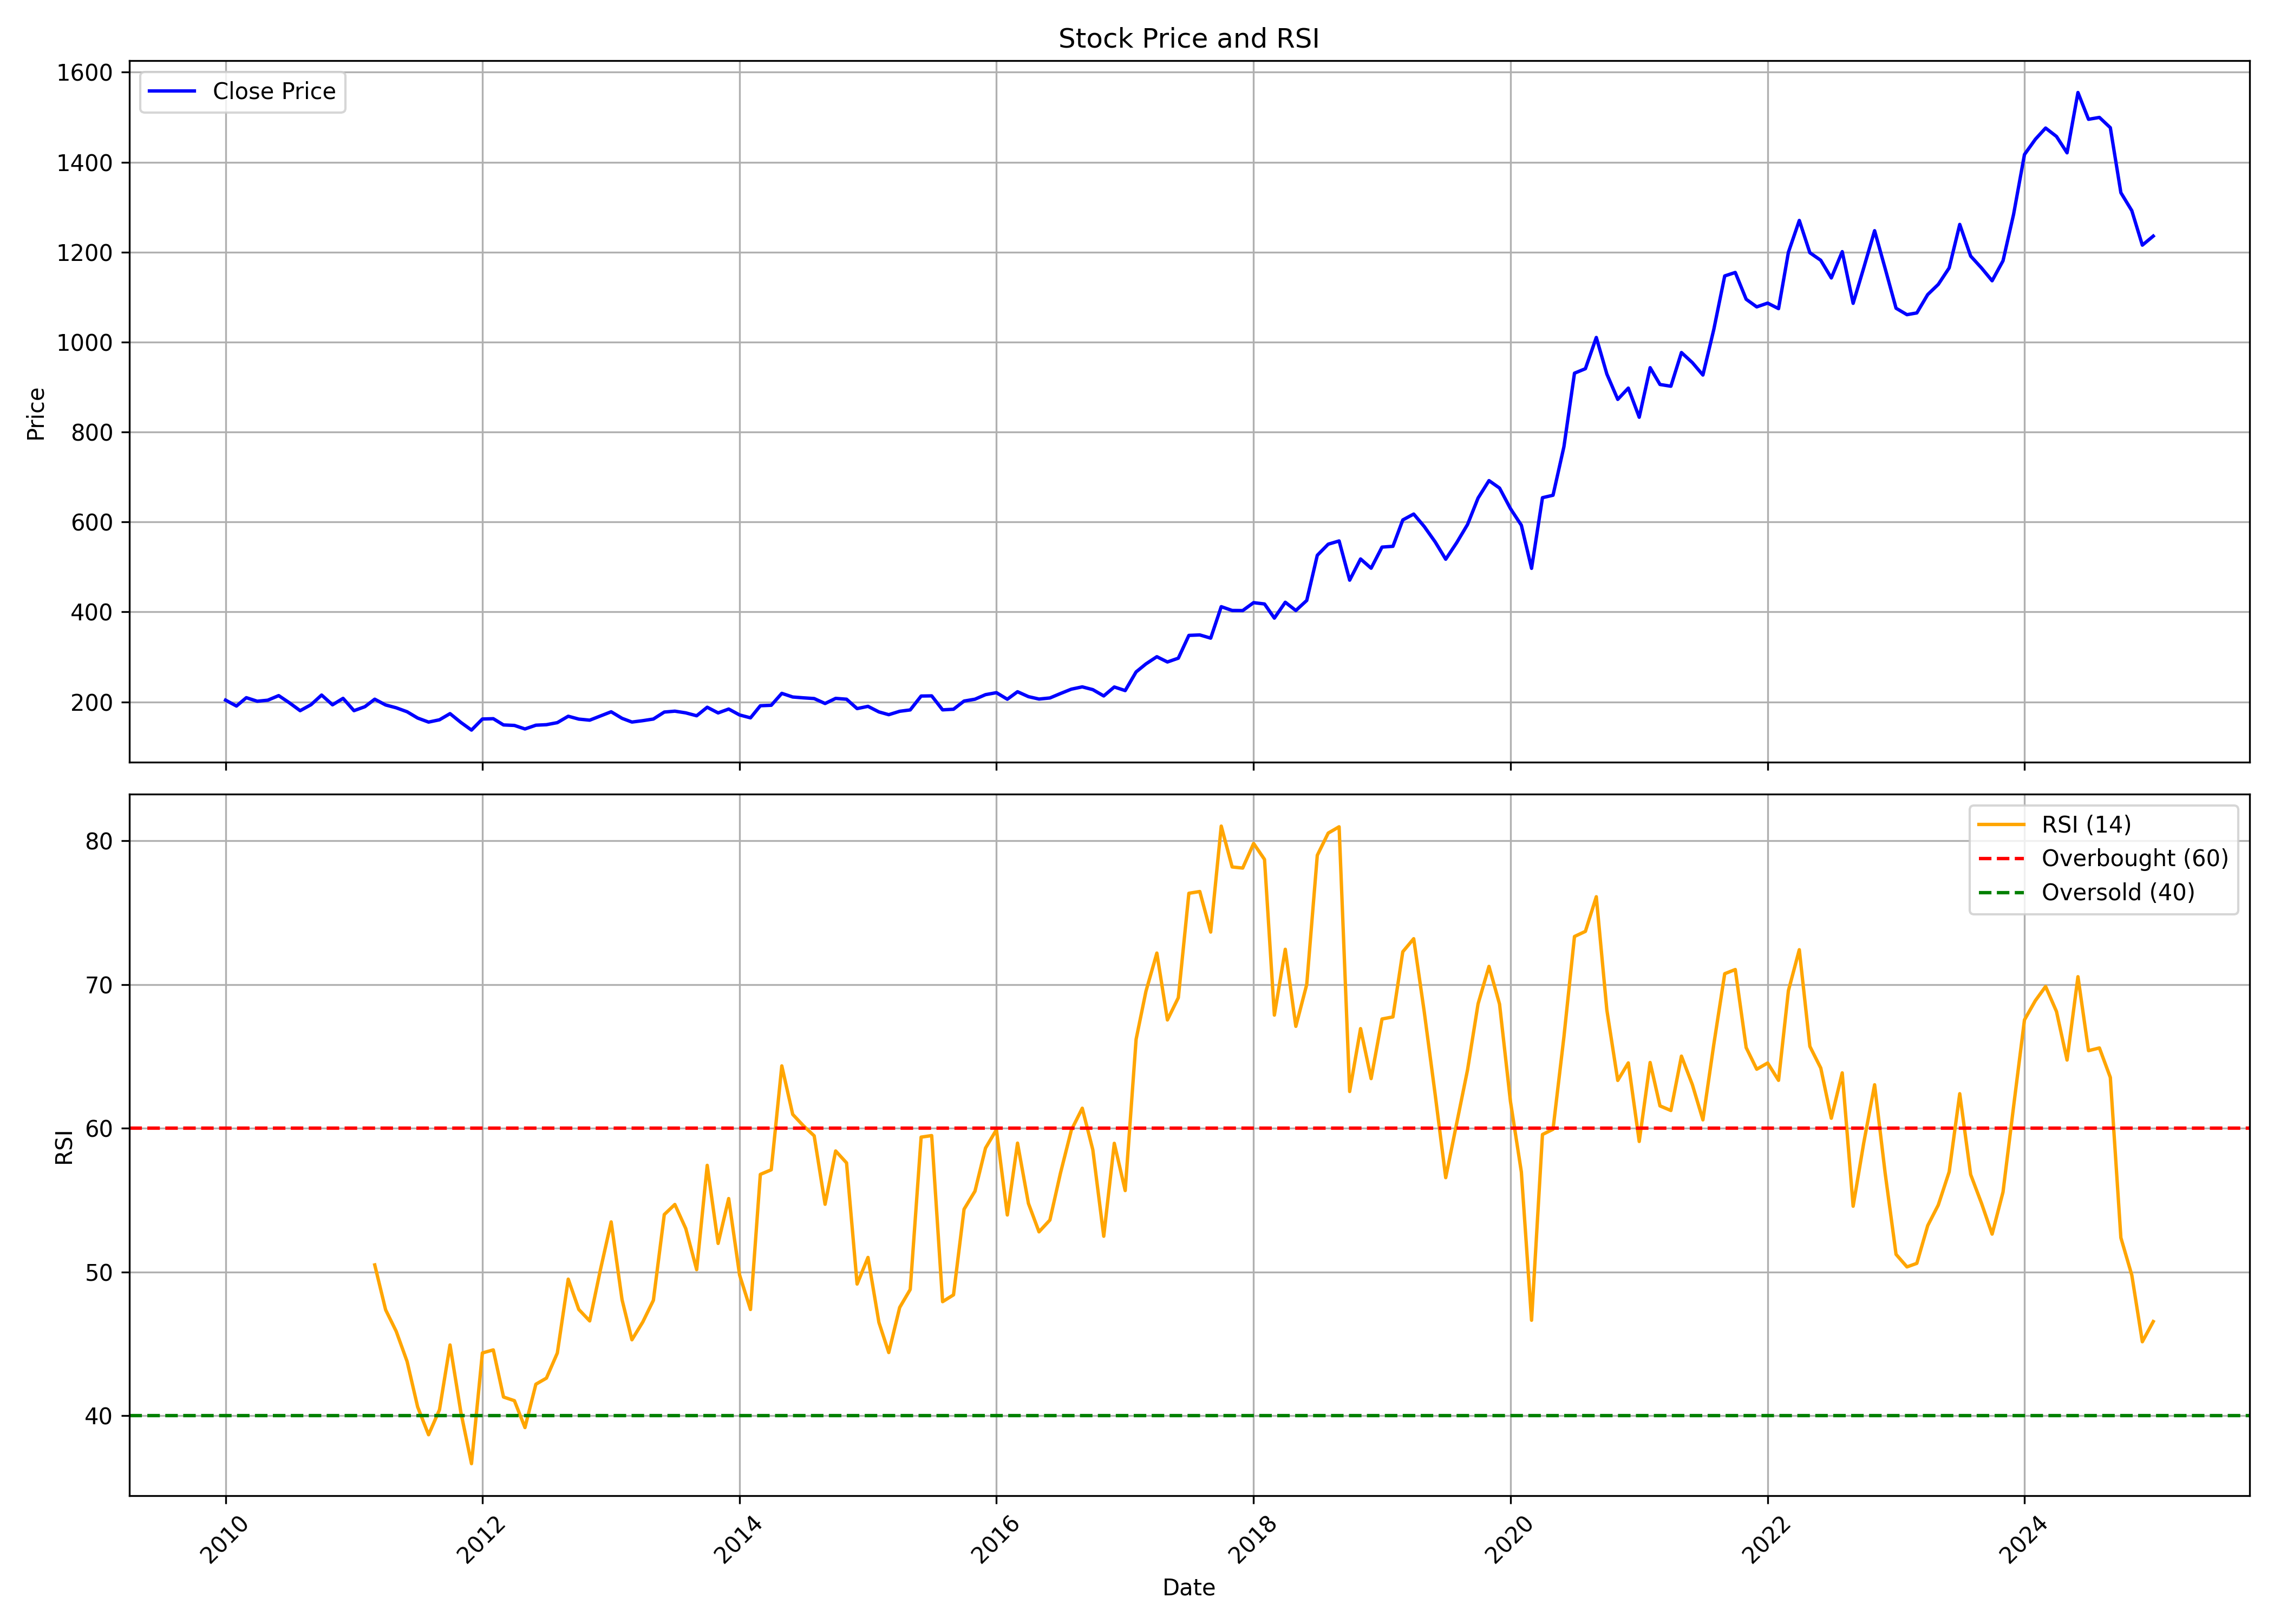 Stock Price and RSI
Close Price
1600
1400
1200
1000
800
600
400
200
Price
RSI (14)
Overbought (60)
Oversold (40)
80
70
60
50
40
RSI
2010
2012
2014
2016
2018
2020
2022
2024
Date